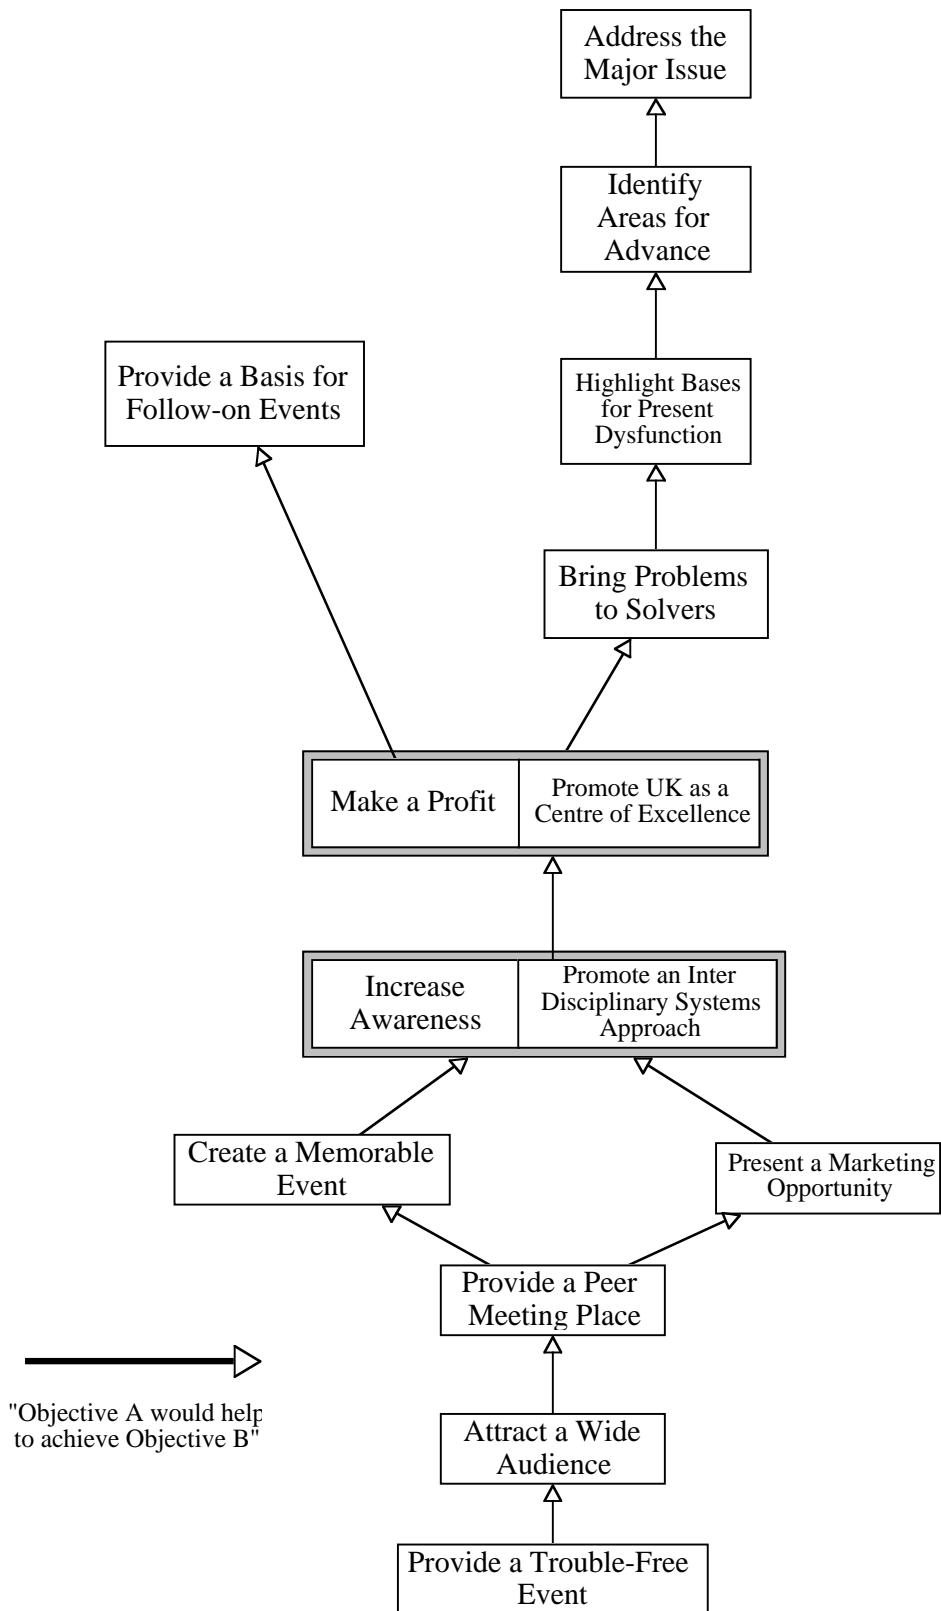 Address the
Major Issue
Identify
Areas for
Advance
Provide a Basis for
Follow-on Events
Highlight Bases
for Present
Dysfunction
Bring Problems
to Solvers
Make a Profit
Promote UK as a
Centre of Excellence
Increase
Awareness
Promote an Inter
Disciplinary Systems
Approach
Create a Memorable
Event
Present a Marketing
Opportunity
Provide a Peer
Meeting Place
"Objective A would help
to achieve Objective B"
Attract a Wide
Audience
Provide a Trouble-Free
Event